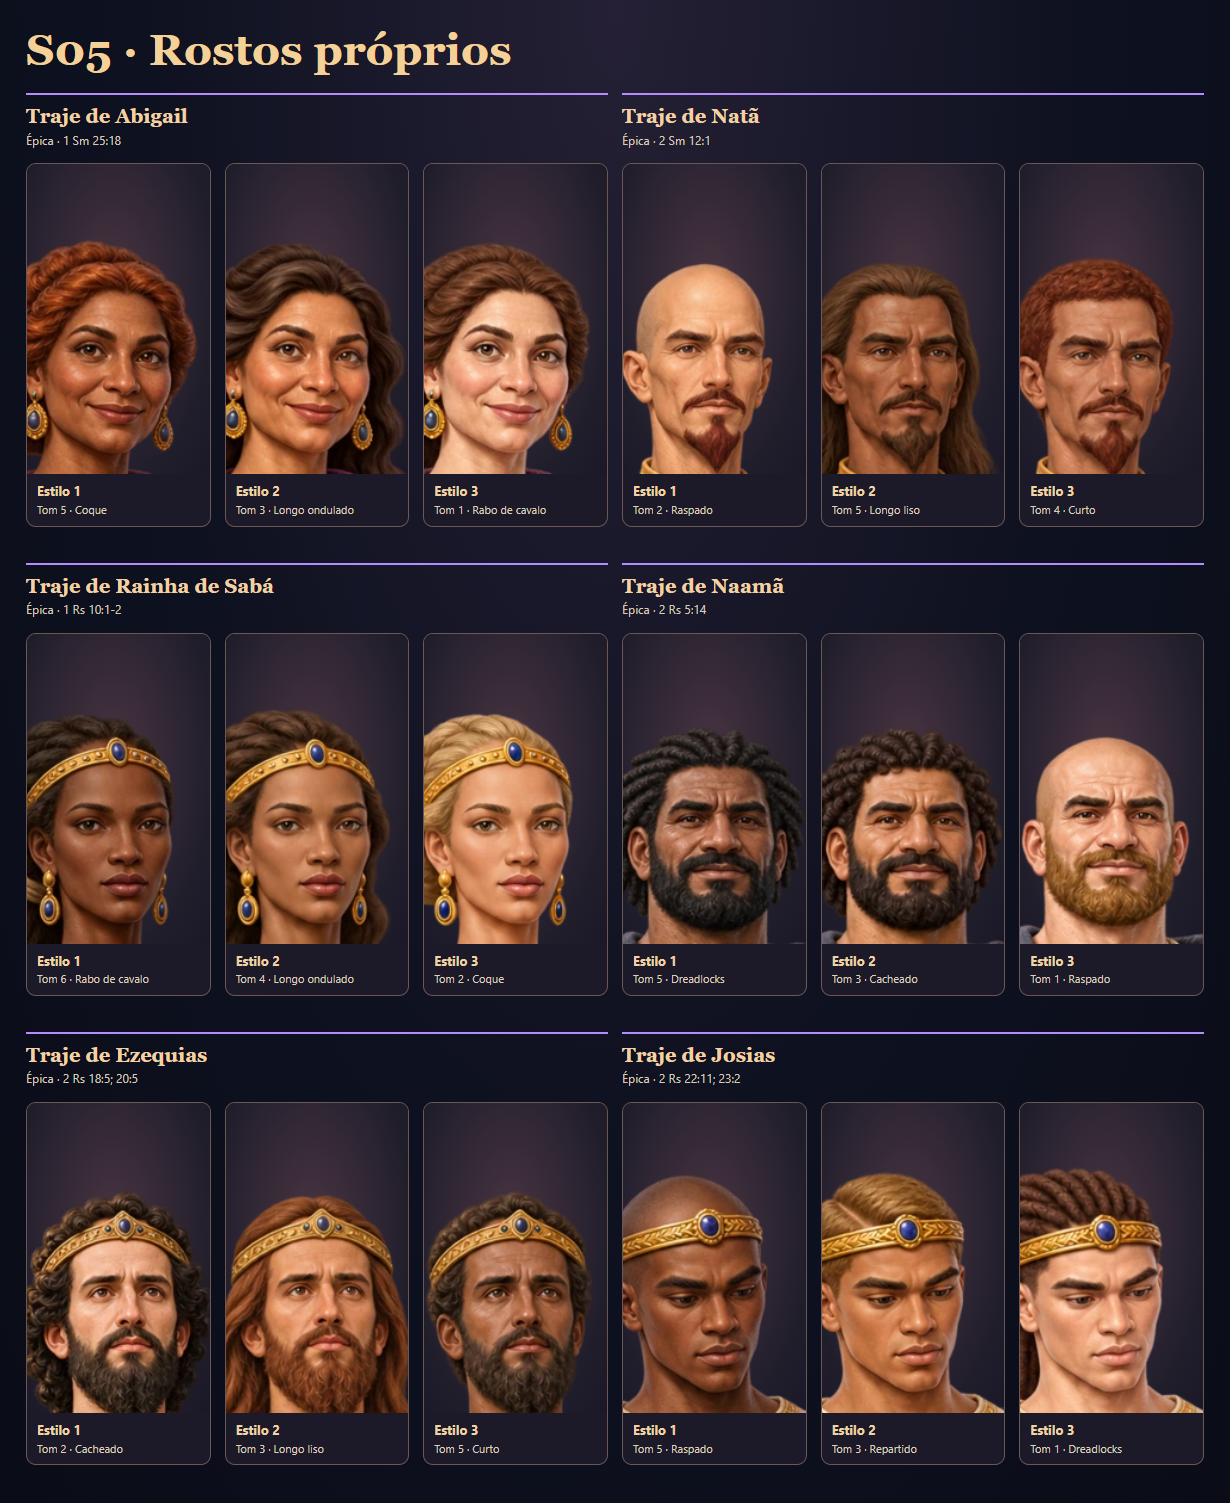 S05 · Rostos próprios
Traje de Abigail
Épica · 1 Sm 25:18
Estilo 1
Tom 5 · Coque
Estilo 2
Tom 3 · Longo ondulado
Estilo 3
Tom 1 · Rabo de cavalo
Traje de Natã
Épica · 2 Sm 12:1
Estilo 1
Tom 2 · Raspado
Estilo 2
Tom 5 · Longo liso
Estilo 3
Tom 4 · Curto
Traje de Rainha de Sabá
Épica · 1 Rs 10:1-2
Estilo 1
Tom 6 · Rabo de cavalo
Estilo 2
Tom 4 · Longo ondulado
Estilo 3
Tom 2 · Coque
Traje de Naamã
Épica · 2 Rs 5:14
Estilo 1
Tom 5 · Dreadlocks
Estilo 2
Tom 3 · Cacheado
Estilo 3
Tom 1 · Raspado
Traje de Ezequias
Épica · 2 Rs 18:5; 20:5
Estilo 1
Tom 2 · Cacheado
Estilo 2
Tom 3 · Longo liso
Estilo 3
Tom 5 · Curto
Traje de Josias
Épica · 2 Rs 22:11; 23:2
Estilo 1
Tom 5 · Raspado
Estilo 2
Tom 3 · Repartido
Estilo 3
Tom 1 · Dreadlocks